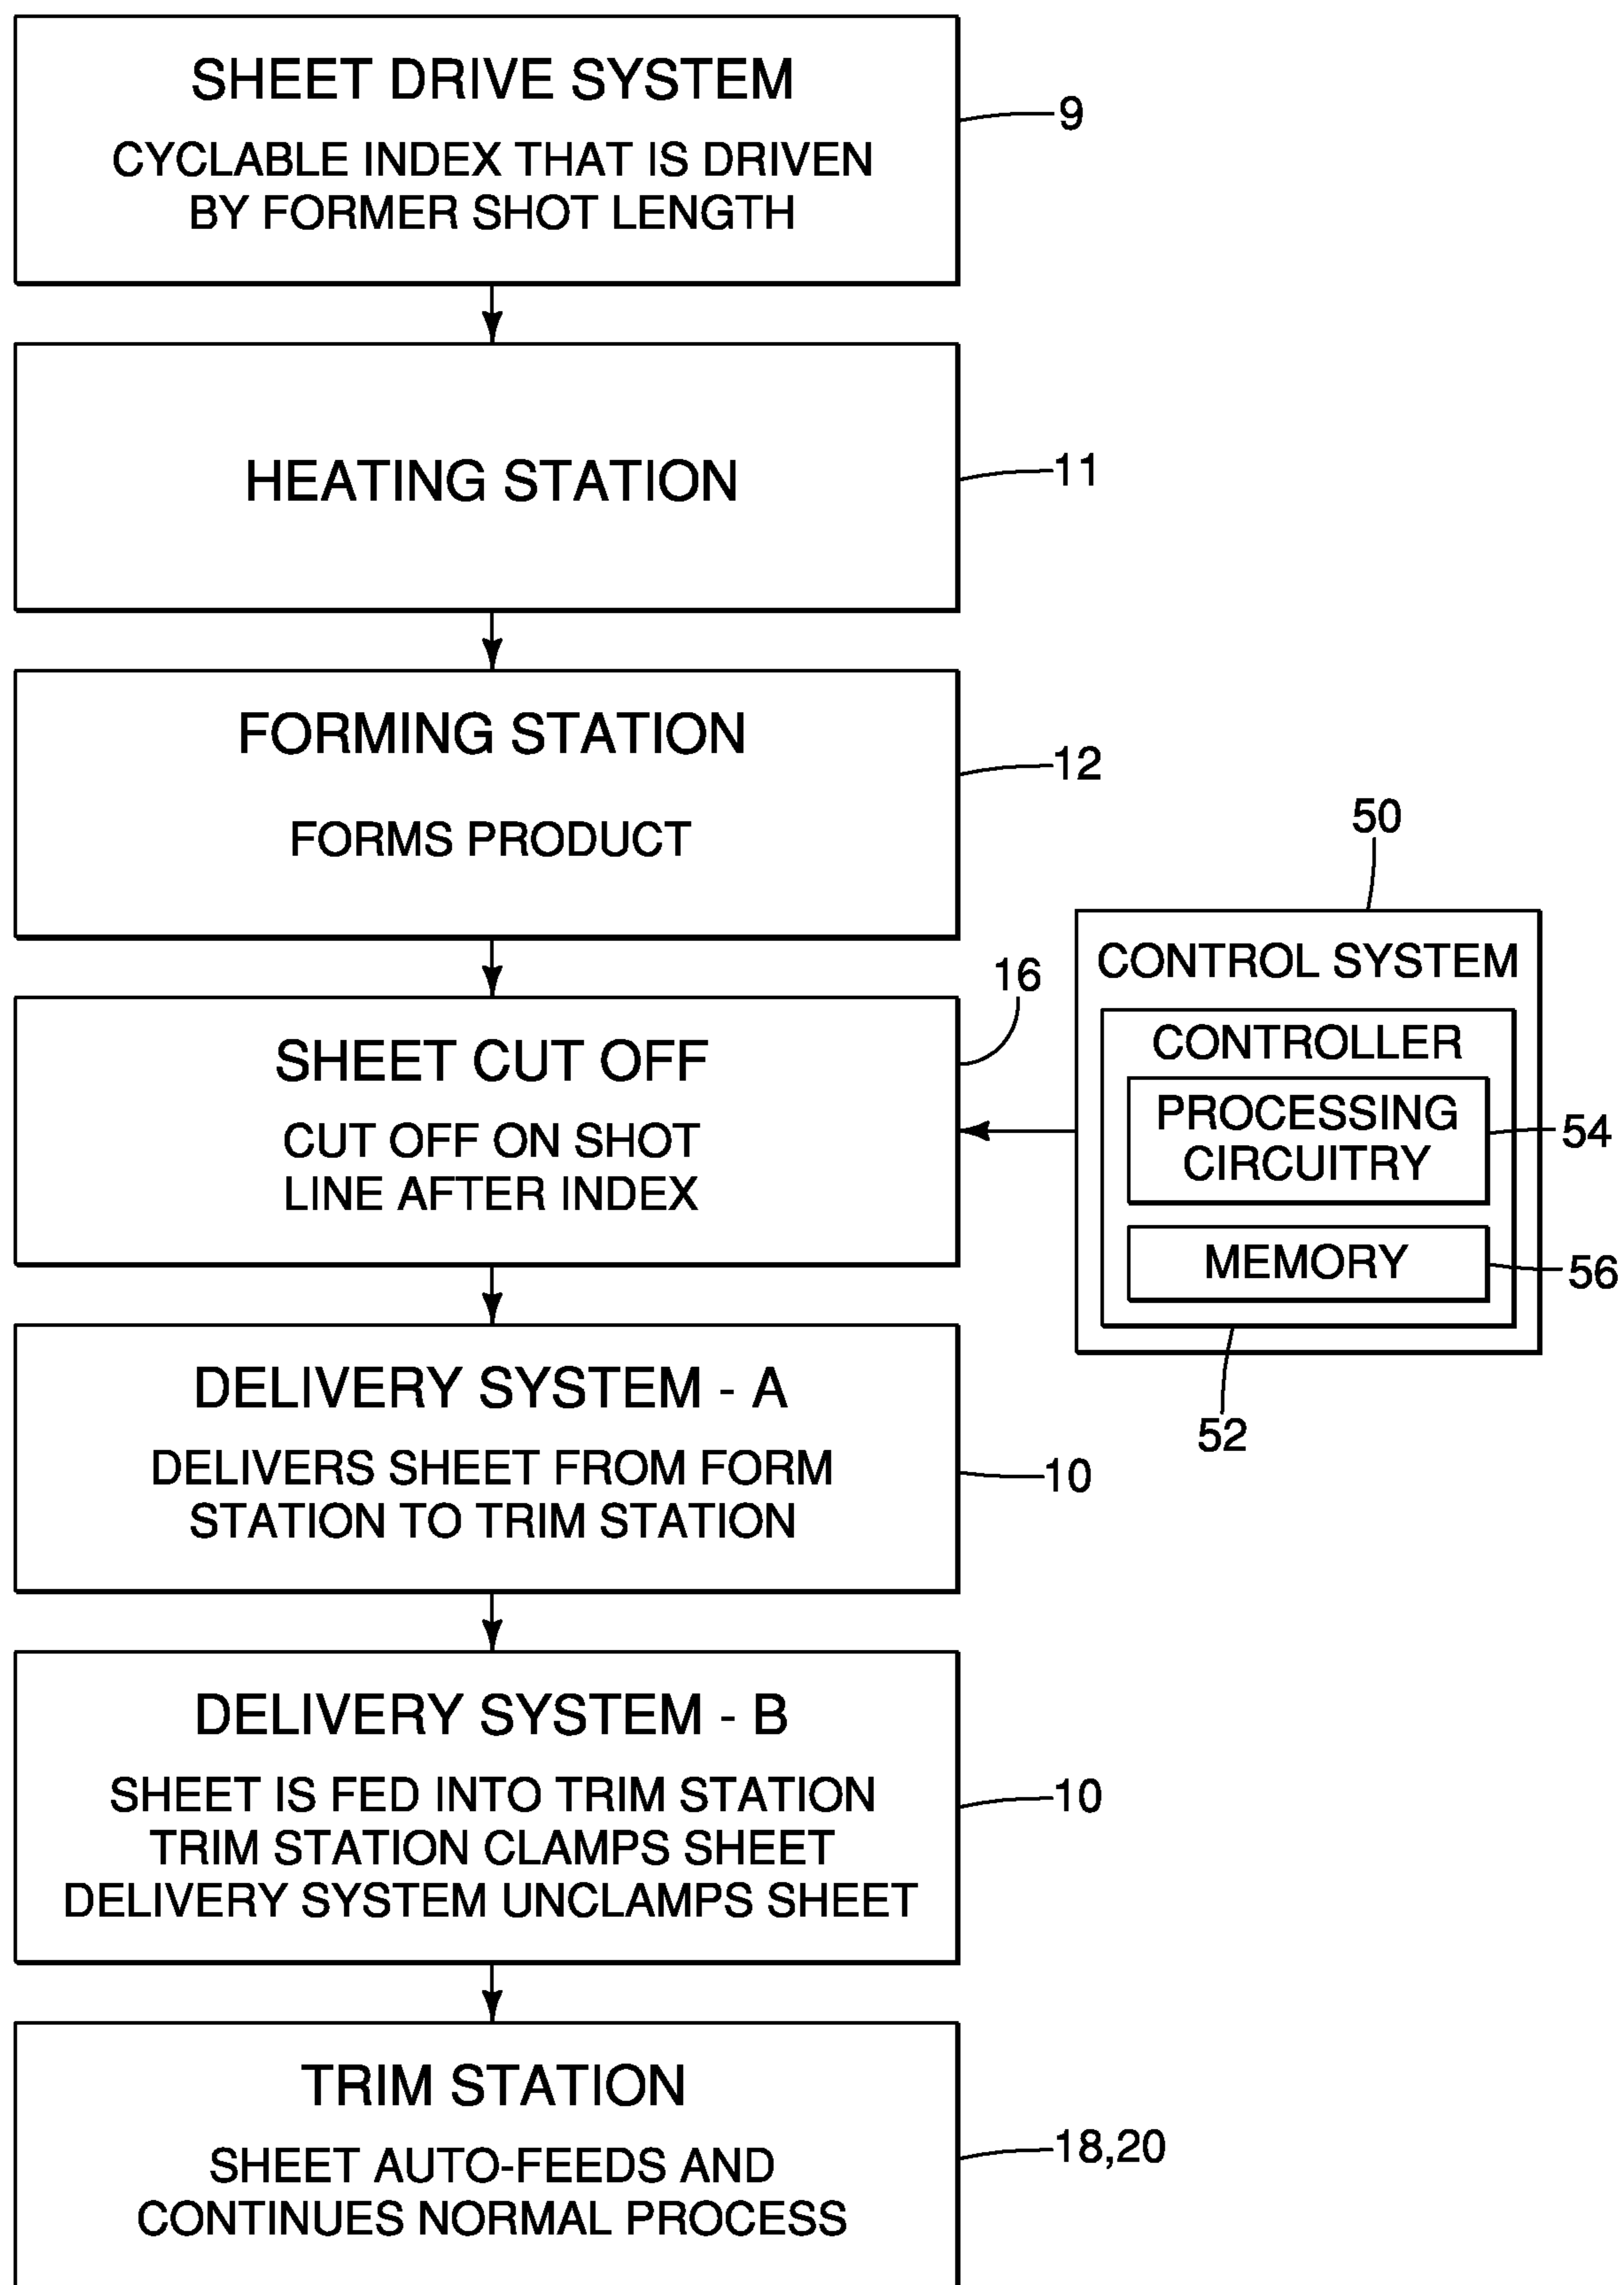 SHEET DRIVE SYSTEM
CYCLABLE INDEX THAT IS DRIVEN
BY FORMER SHOT LENGTH
9
HEATING STATION
11
FORMING STATION
FORMS PRODUCT
12
SHEET CUT OFF
CUT OFF ON SHOT
LINE AFTER INDEX
16
50
CONTROL SYSTEM
CONTROLLER
PROCESSING
CIRCUITRY
54
MEMORY
56
52
DELIVERY SYSTEM - A
DELIVERS SHEET FROM FORM
STATION TO TRIM STATION
10
DELIVERY SYSTEM - B
SHEET IS FED INTO TRIM STATION
TRIM STATION CLAMPS SHEET
DELIVERY SYSTEM UNCLAMPS SHEET
10
TRIM STATION
SHEET AUTO-FEEDS AND
CONTINUES NORMAL PROCESS
18,20